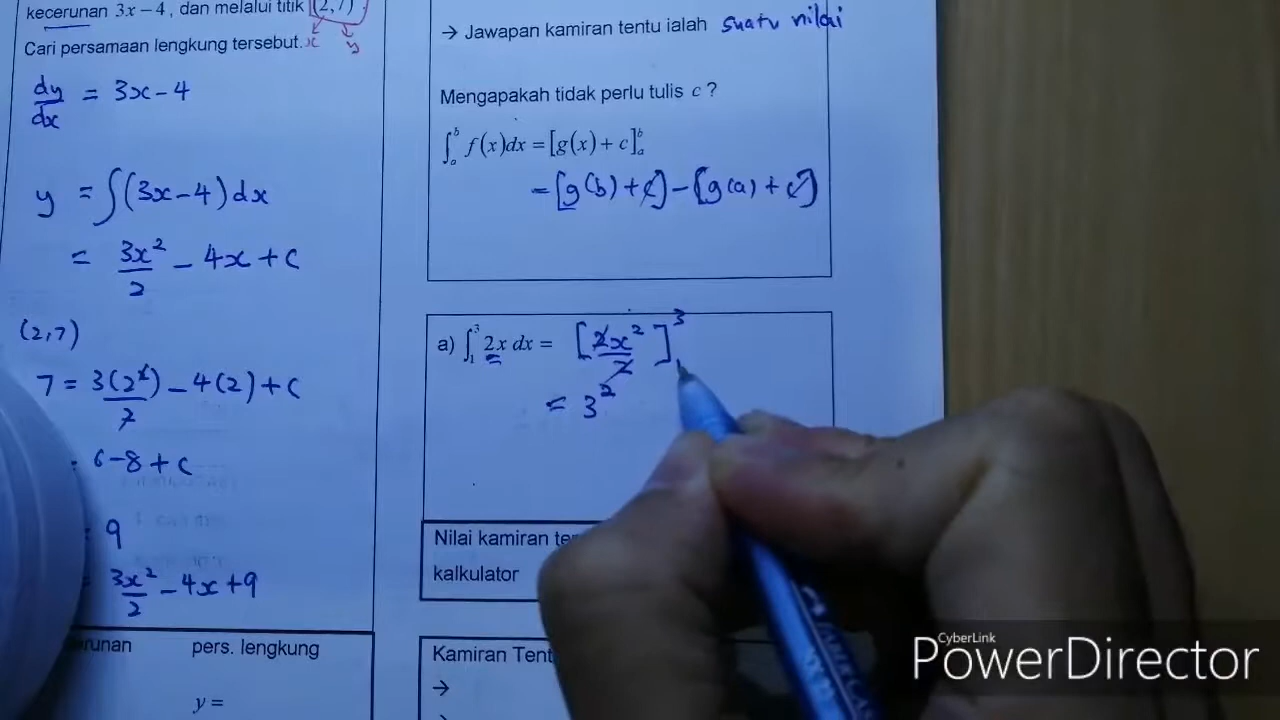 kecerunan 3x – 4, dan melalui titik (2,7)
Cari persamaan lengkung tersebut. x y
dy/dx = 3x - 4
y = ∫(3x - 4) dx
= 3x²/2 - 4x + c
(2,7)
7 = 3(2²)/2 - 4(2) + c
6 - 8 + c
9
3x²/2 - 4x + 9
pers. lengkung
y =
→ Jawapan kamiran tentu ialah suatu nilai
Mengapakah tidak perlu tulis c ?
∫ₐᵇ f(x)dx = [g(x) + c]ₐᵇ
= [g(b) + c] - [g(a) + c]
a) ∫₁³ 2x dx = [2x²/2]₁³
= 3²
Nilai kamiran
kalkulator
Kamiran
→
CyberLink
PowerDirector